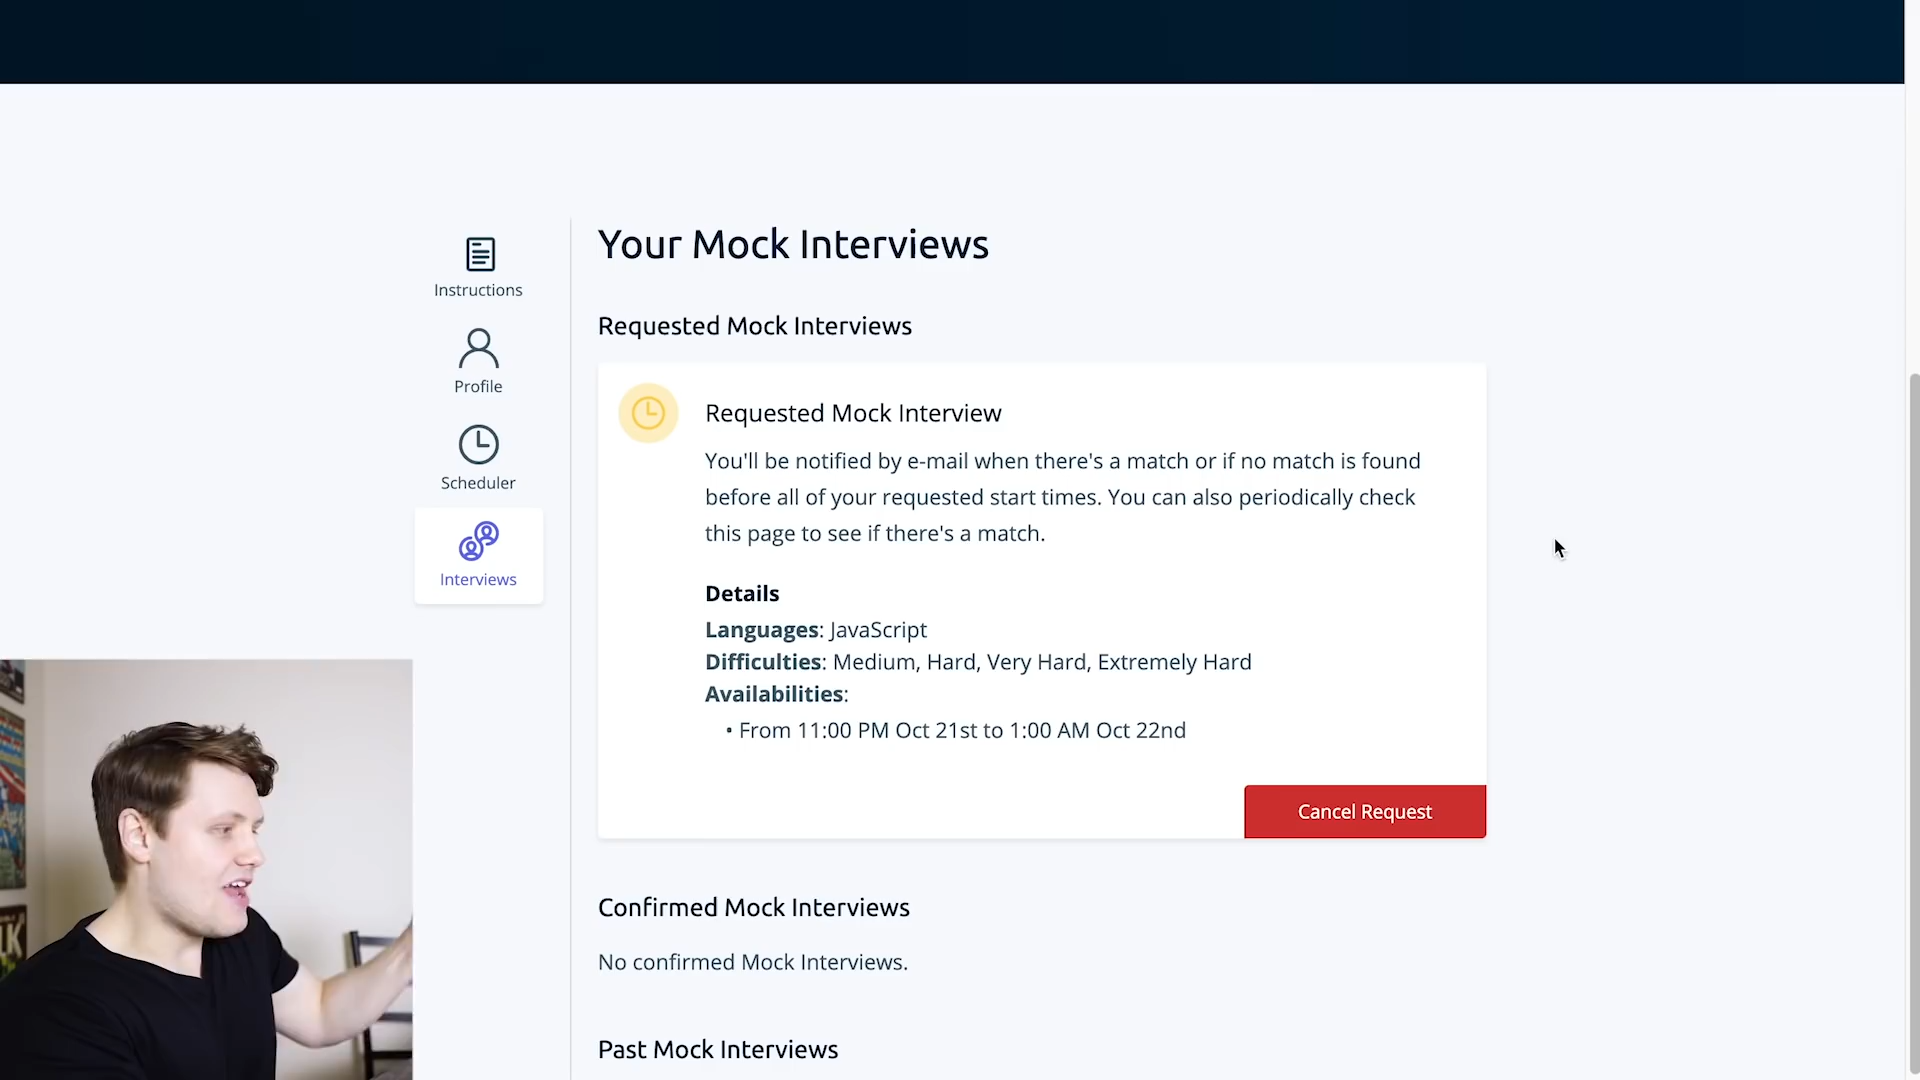 Your Mock Interviews
Instructions
Profile
Scheduler
Interviews
Requested Mock Interviews
Requested Mock Interview
You'll be notified by e-mail when there's a match or if no match is found
before all of your requested start times. You can also periodically check
this page to see if there's a match.
Details
Languages: JavaScript
Difficulties: Medium, Hard, Very Hard, Extremely Hard
Availabilities:
• From 11:00 PM Oct 21st to 1:00 AM Oct 22nd
Cancel Request
Confirmed Mock Interviews
No confirmed Mock Interviews.
Past Mock Interviews